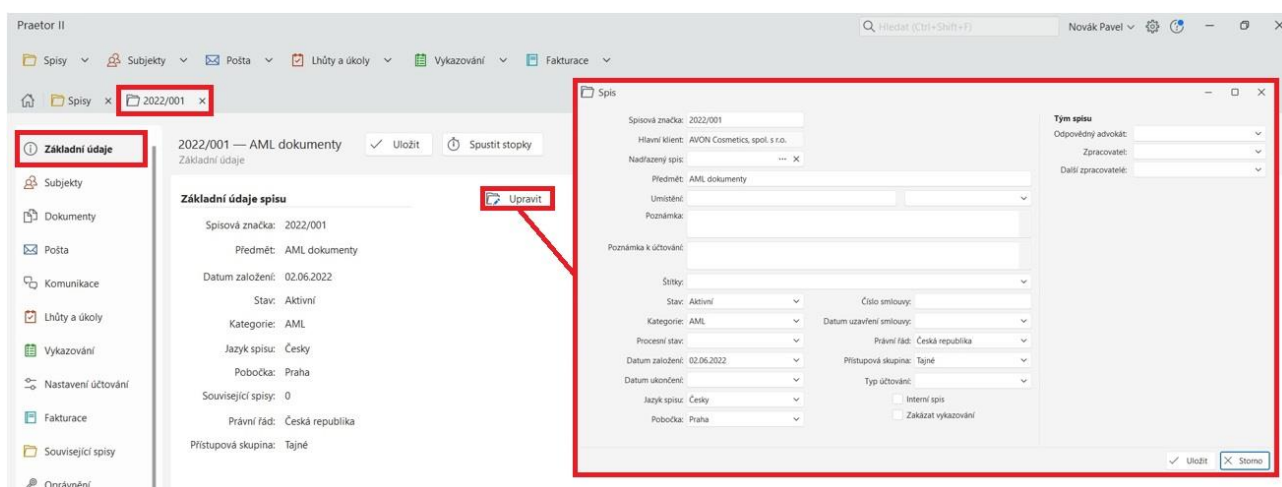 Praetor II
Hledat (Ctrl+Shift+F)
Novák Pavel
Spisy
Subjekty
Pošta
Lhůty a úkoly
Vykazování
Fakturace
Spisy
2022/001
Základní údaje
Subjekty
Dokumenty
Pošta
Komunikace
Lhůty a úkoly
Vykazování
Nastavení účtování
Fakturace
Související spisy
Oprávnění
2022/001 — AML dokumenty
Uložit
Spustit stopky
Základní údaje
Základní údaje spisu
Upravit
Spisová značka: 2022/001
Předmět: AML dokumenty
Datum založení: 02.06.2022
Stav: Aktivní
Kategorie: AML
Jazyk spisu: Česky
Pobočka: Praha
Související spisy: 0
Právní řád: Česká republika
Přístupová skupina: Tajné
Spis
Spisová značka: 2022/001
Hlavní klient: AVON Cosmetics, spol. s r.o.
Nadřazený spis:
Předmět: AML dokumenty
Umístění:
Poznámka:
Poznámka k účtování:
Štítky:
Stav: Aktivní
Číslo smlouvy:
Kategorie: AML
Datum uzavření smlouvy:
Procesní stav:
Právní řád: Česká republika
Datum založení: 02.06.2022
Přístupová skupina: Tajné
Datum ukončení:
Typ účtování:
Jazyk spisu: Česky
Interní spis
Pobočka: Praha
Zakázat vykazování
Tým spisu
Odpovědný advokát:
Zpracovatel:
Další zpracovatelé:
Uložit
Storno